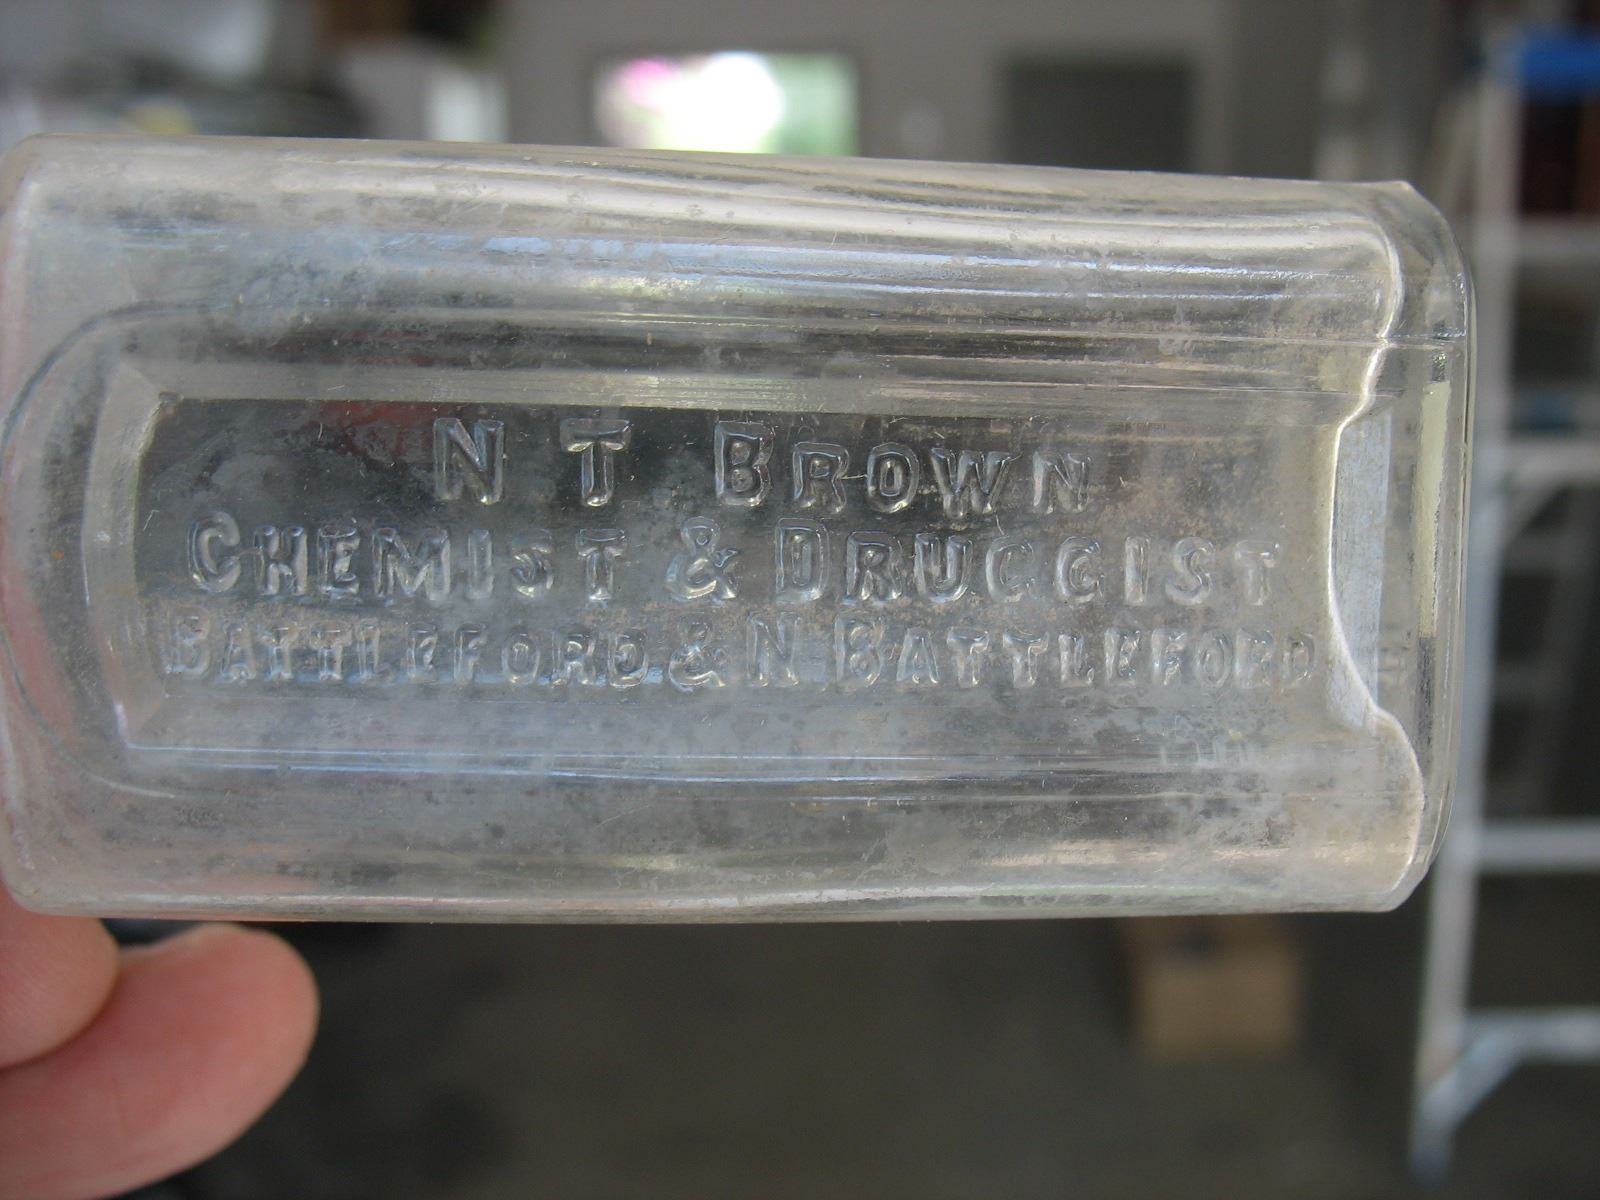 N T BROWN
CHEMIST & DRUGGIST
BATTLEFORD & N-BATTLEFORD